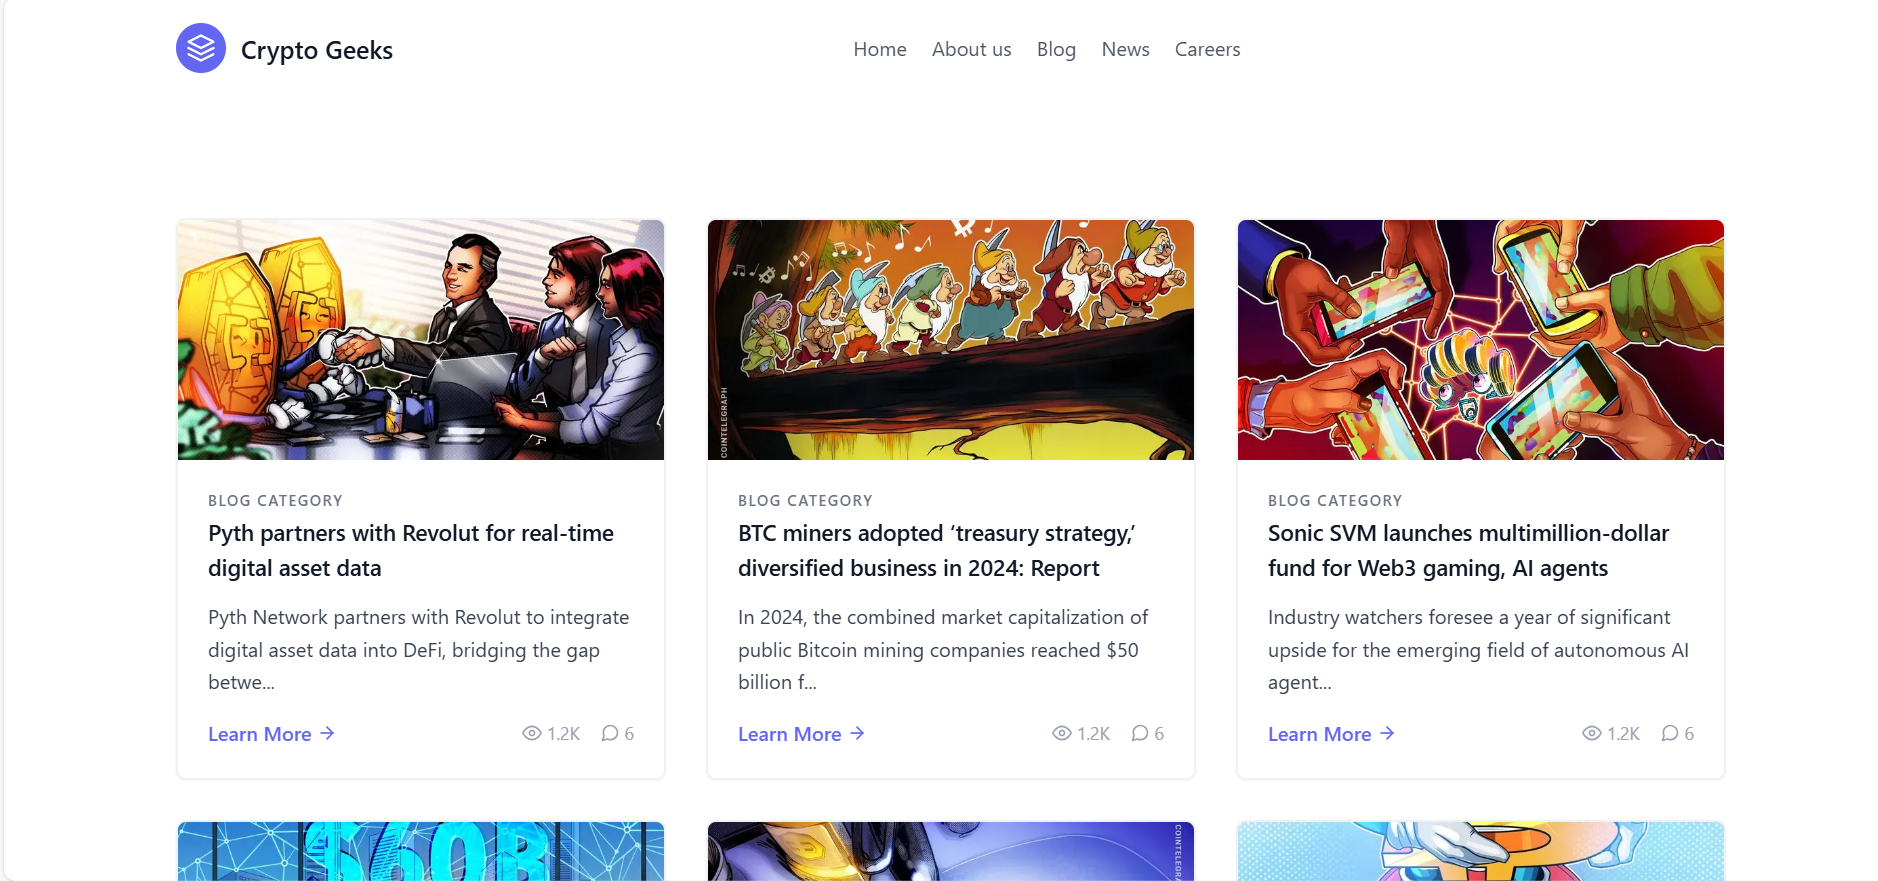 Crypto Geeks
Home
About us
Blog
News
Careers
COINTELEGRAPH
BLOG CATEGORY
Pyth partners with Revolut for real-time
digital asset data
Pyth Network partners with Revolut to integrate
digital asset data into DeFi, bridging the gap
betwe...
Learn More →
1.2K
6
BLOG CATEGORY
BTC miners adopted ‘treasury strategy,’
diversified business in 2024: Report
In 2024, the combined market capitalization of
public Bitcoin mining companies reached $50
billion f...
Learn More →
1.2K
6
BLOG CATEGORY
Sonic SVM launches multimillion-dollar
fund for Web3 gaming, AI agents
Industry watchers foresee a year of significant
upside for the emerging field of autonomous AI
agent...
Learn More →
1.2K
6
$60B
COINTELEGRA